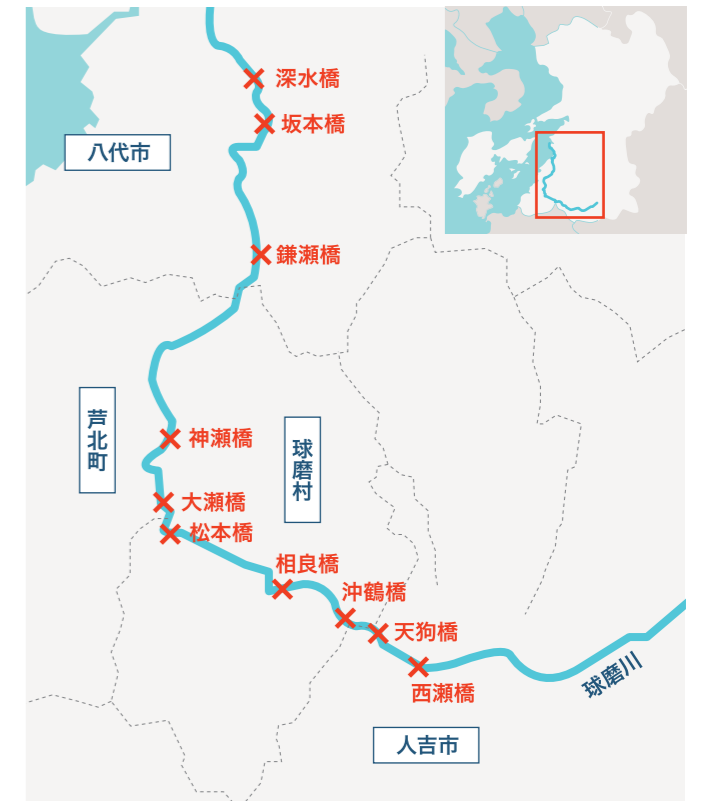 深水橋
坂本橋
八代市
鎌瀬橋
芦北町
神瀬橋
球磨村
大瀬橋
松本橋
相良橋
沖鶴橋
天狗橋
西瀬橋
球磨川
人吉市